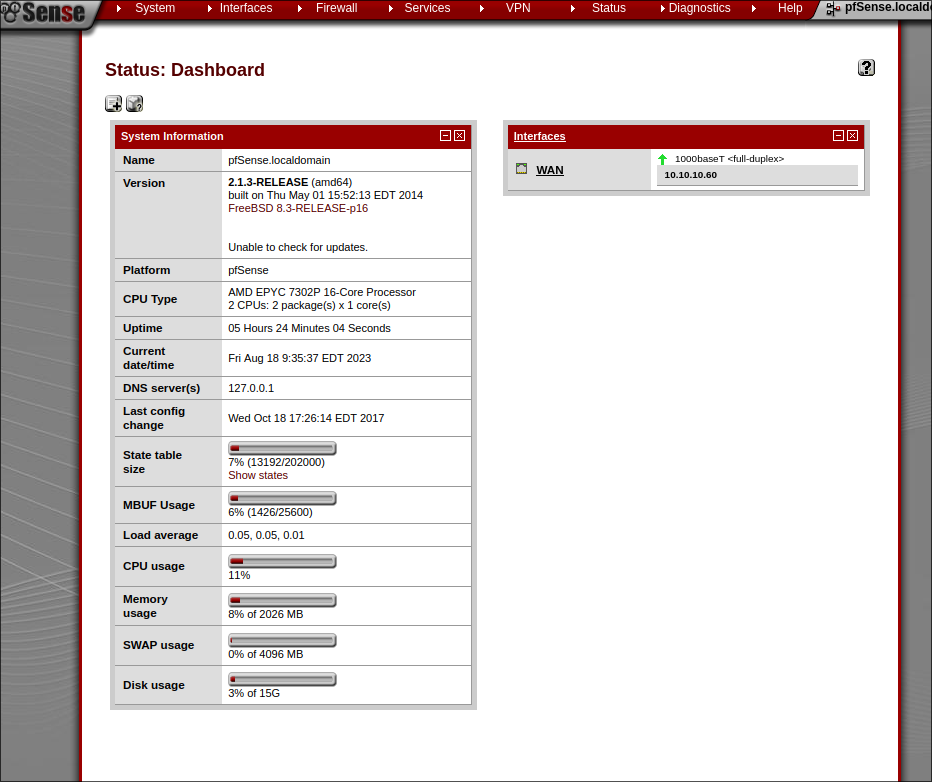 Sense
System
Interfaces
Firewall
Services
VPN
Status
Diagnostics
Help
pfSense.locald
Status: Dashboard
System Information
Name
pfSense.localdomain
Version
2.1.3-RELEASE (amd64)
built on Thu May 01 15:52:13 EDT 2014
FreeBSD 8.3-RELEASE-p16
Unable to check for updates.
Platform
pfSense
CPU Type
AMD EPYC 7302P 16-Core Processor
2 CPUs: 2 package(s) x 1 core(s)
Uptime
05 Hours 24 Minutes 04 Seconds
Current
date/time
Fri Aug 18 9:35:37 EDT 2023
DNS server(s)
127.0.0.1
Last config
change
Wed Oct 18 17:26:14 EDT 2017
State table
size
7% (13192/202000)
Show states
MBUF Usage
6% (1426/25600)
Load average
0.05, 0.05, 0.01
CPU usage
11%
Memory
usage
8% of 2026 MB
SWAP usage
0% of 4096 MB
Disk usage
3% of 15G
Interfaces
WAN
1000baseT <full-duplex>
10.10.10.60